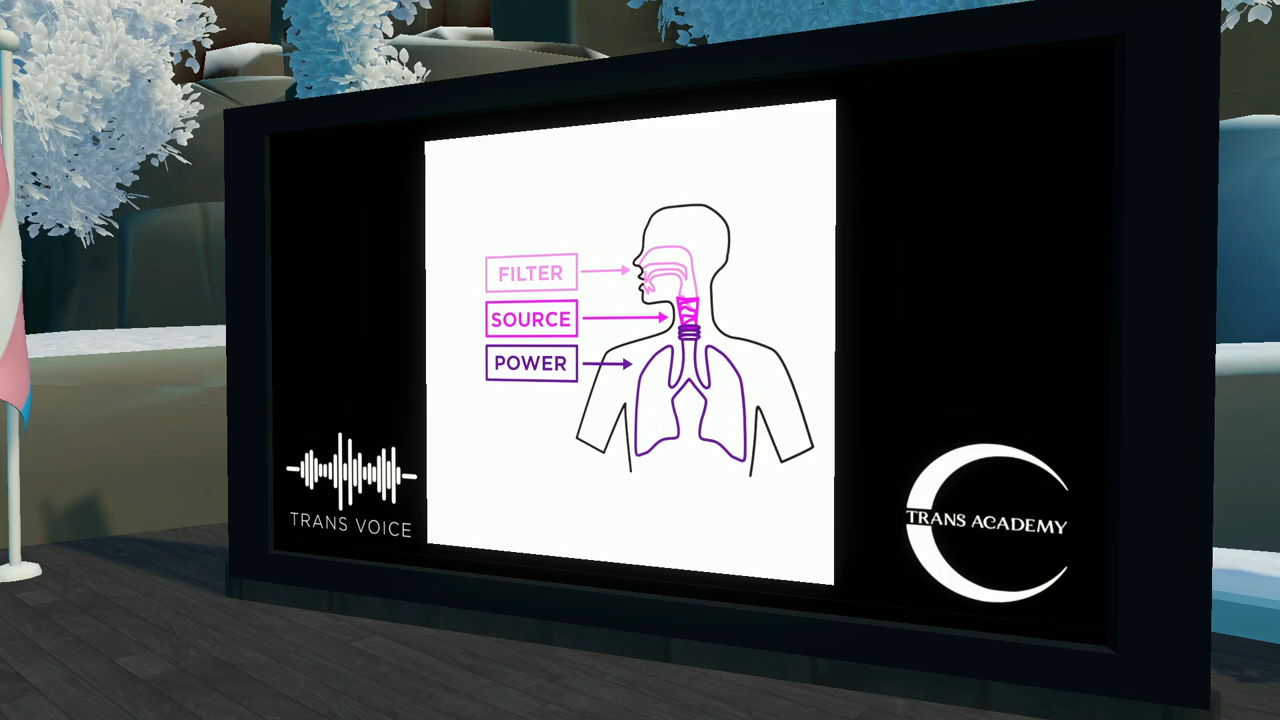 FILTER
SOURCE
POWER
TRANS VOICE
TRANS ACADEMY